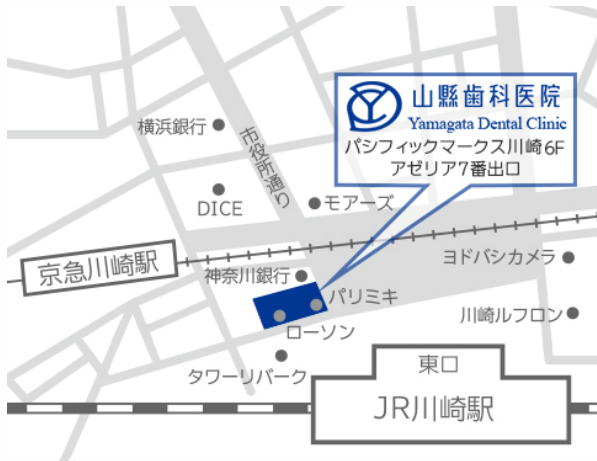 山縣歯科医院
Yamagata Dental Clinic
パシフィックマークス川崎6F
アゼリア7番出口
横浜銀行
市役所通り
DICE
モアーズ
京急川崎駅
神奈川銀行
ヨドバシカメラ
パリミキ
川崎ルフロン
ローソン
タワーリバーク
東口
JR川崎駅